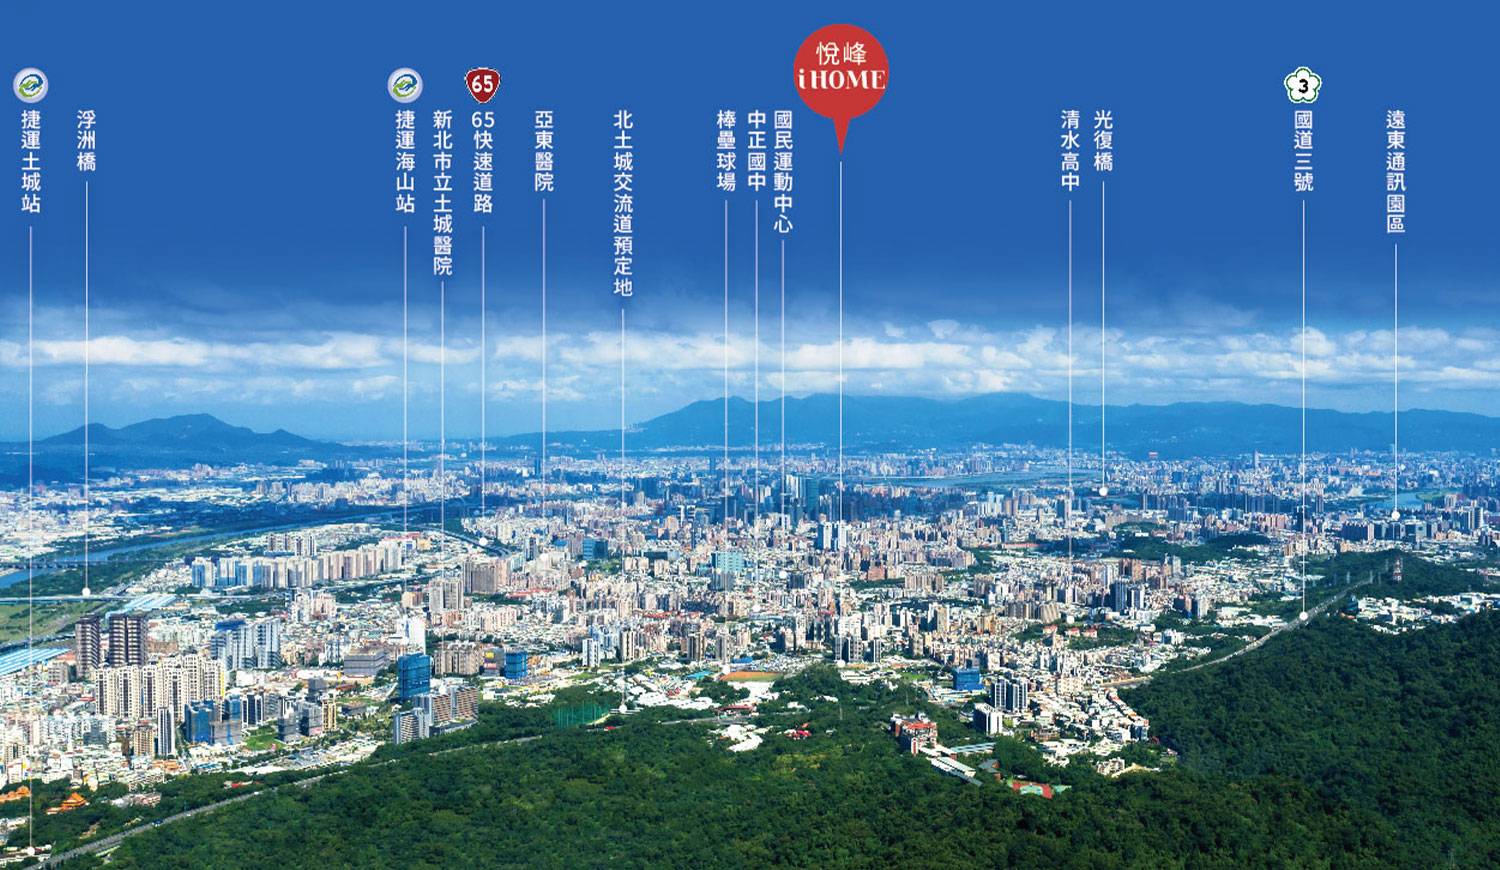 捷運土城站
浮洲橋
捷運海山站
新北市立土城醫院
65
65快速道路
亞東醫院
北土城交流道預定地
棒壘球場
中正國中
國民運動中心
悅峰
iHOME
清水高中
光復橋
3
國道三號
遠東通訊園區